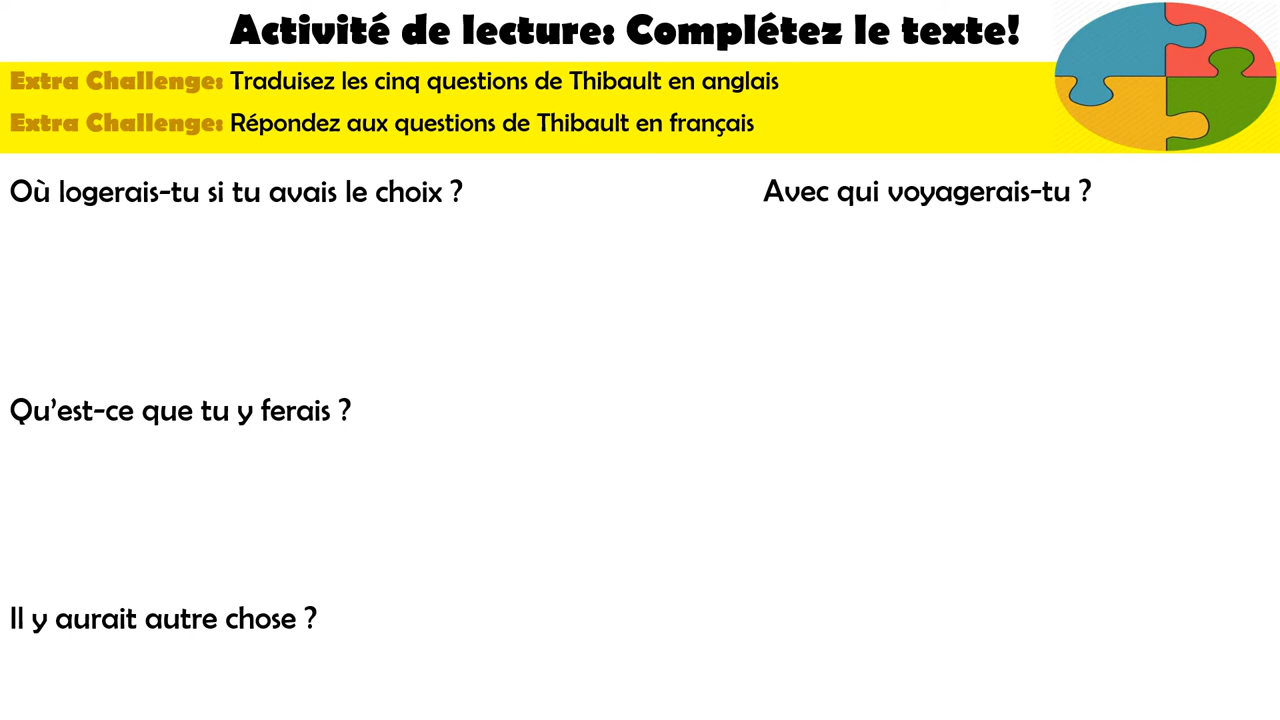 Activité de lecture: Complétez le texte!
Extra Challenge: Traduisez les cinq questions de Thibault en anglais
Extra Challenge: Répondez aux questions de Thibault en français
Où logerais-tu si tu avais le choix ?
Avec qui voyagerais-tu ?
Qu’est-ce que tu y ferais ?
Il y aurait autre chose ?